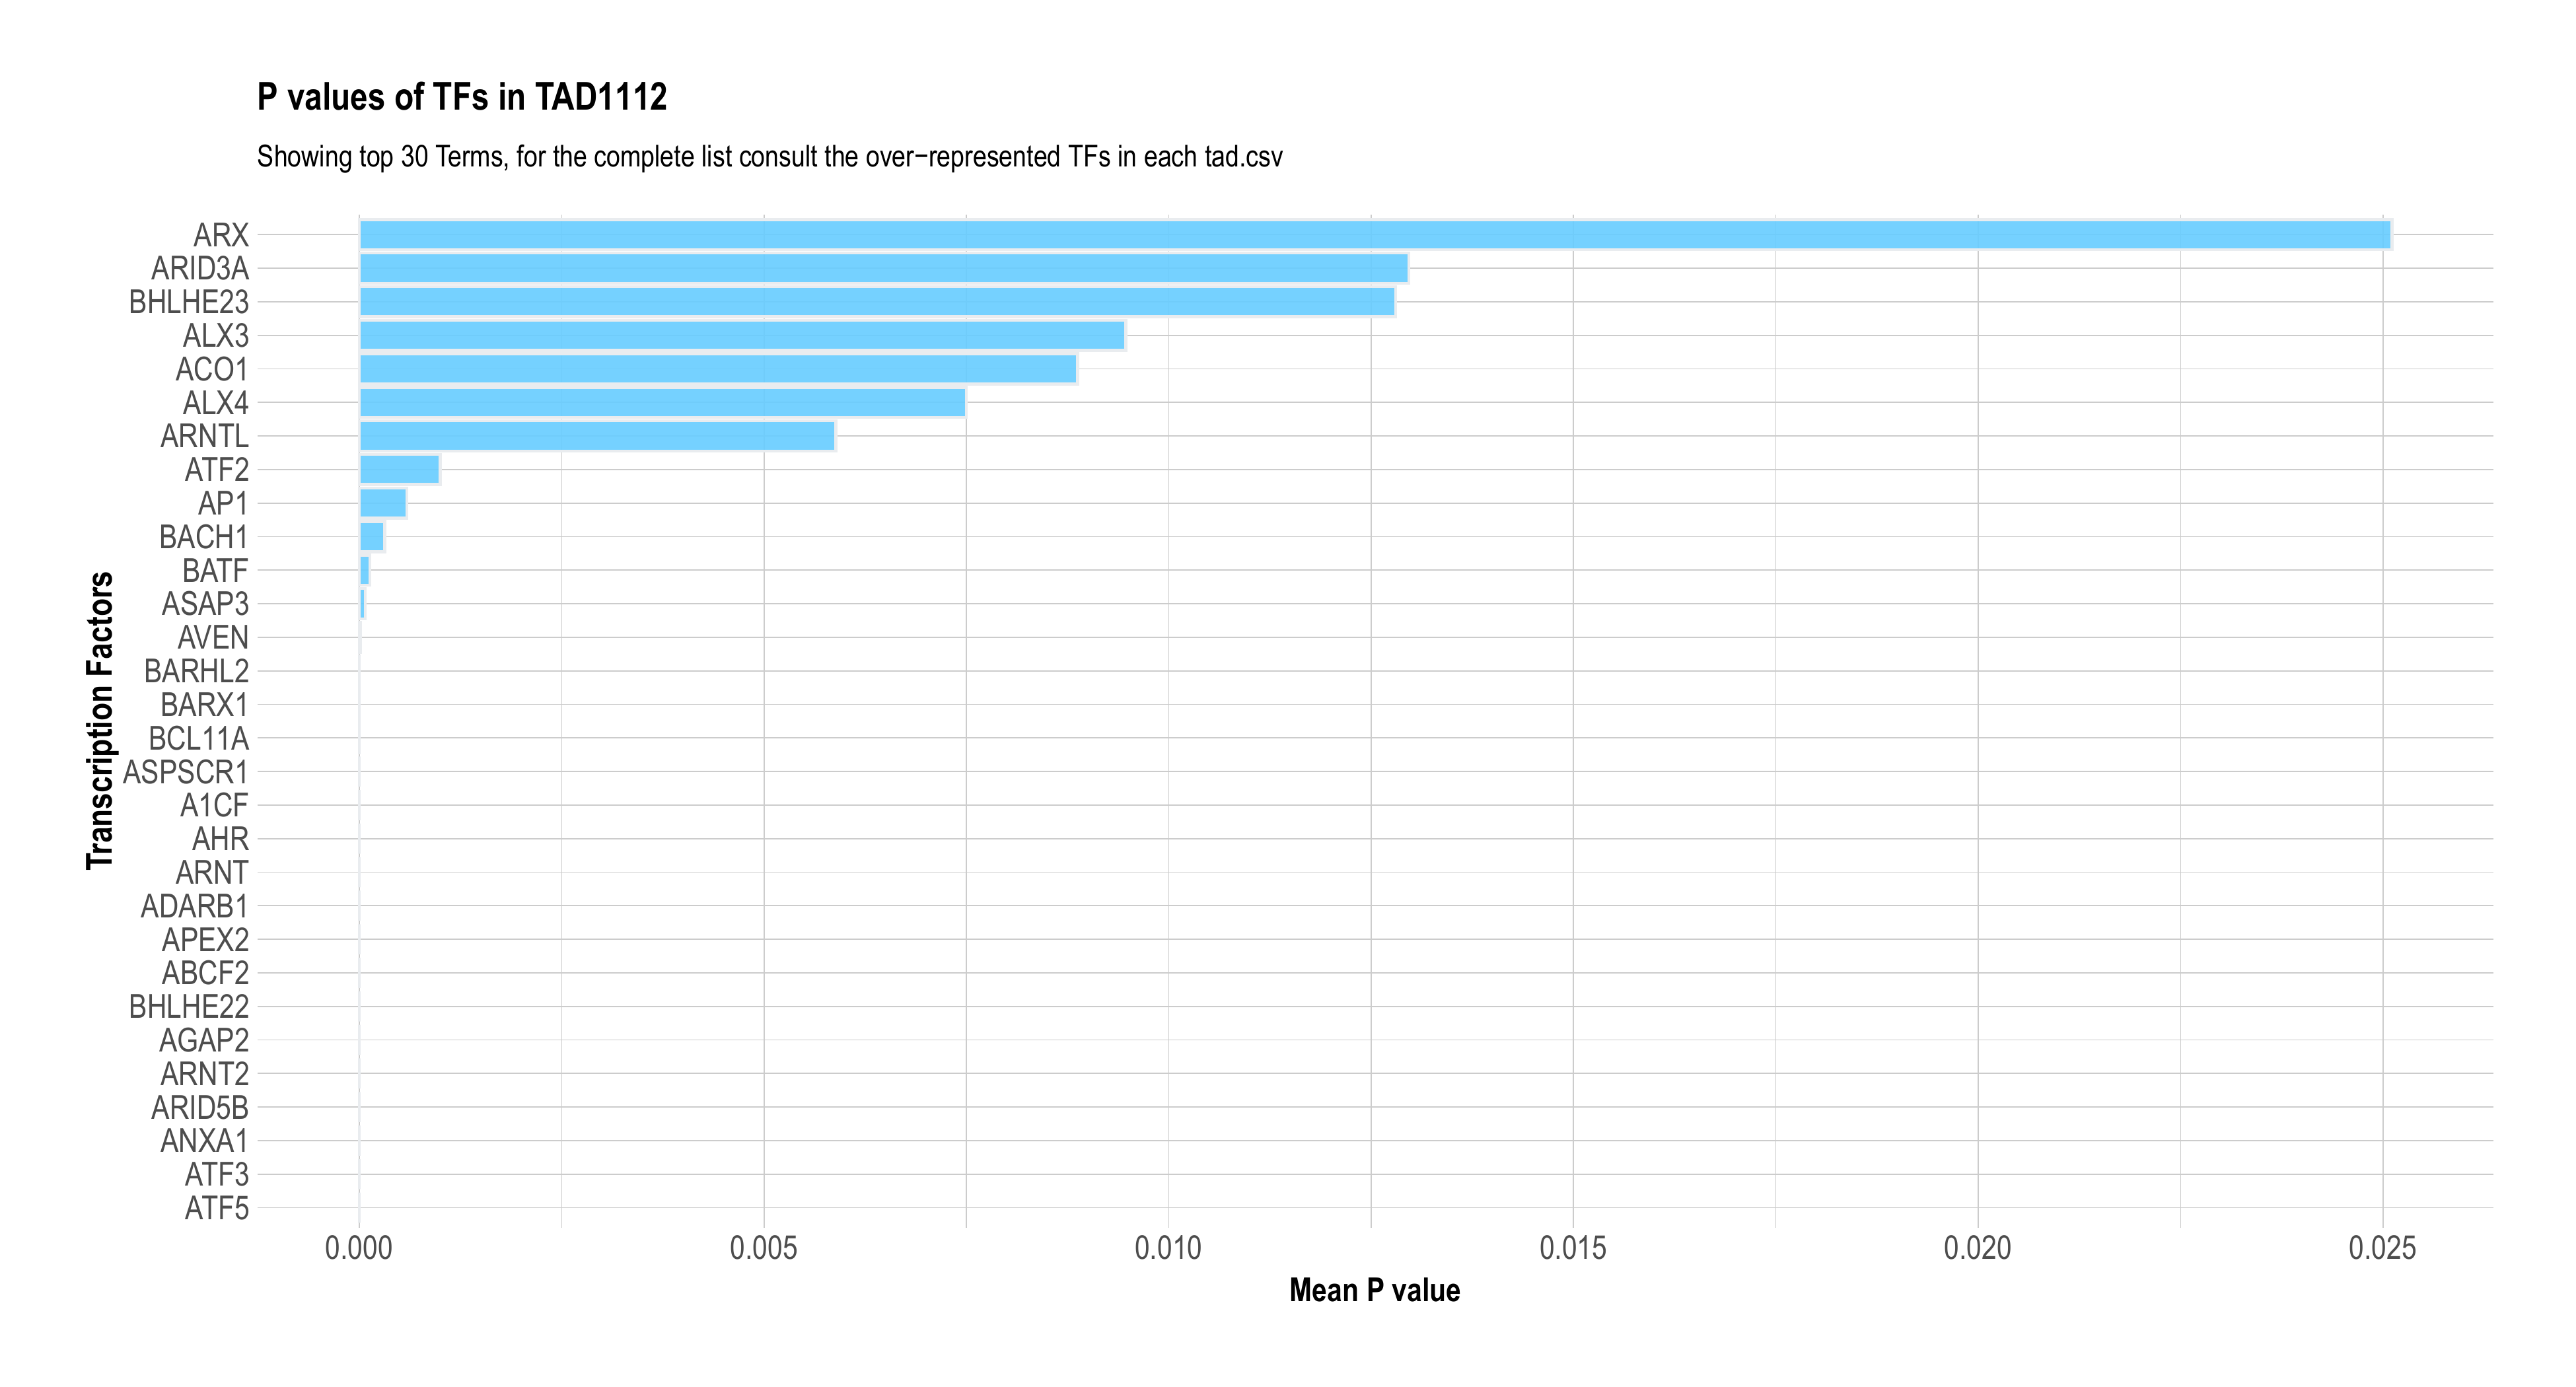 P values of TFs in TAD1112
Showing top 30 Terms, for the complete list consult the over−represented TFs in each tad.csv
Transcription Factors
ARX
ARID3A
BHLHE23
ALX3
ACO1
ALX4
ARNTL
ATF2
AP1
BACH1
BATF
ASAP3
AVEN
BARHL2
BARX1
BCL11A
ASPSCR1
A1CF
AHR
ARNT
ADARB1
APEX2
ABCF2
BHLHE22
AGAP2
ARNT2
ARID5B
ANXA1
ATF3
ATF5
0.000 0.005 0.010 0.015 0.020 0.025
Mean P value